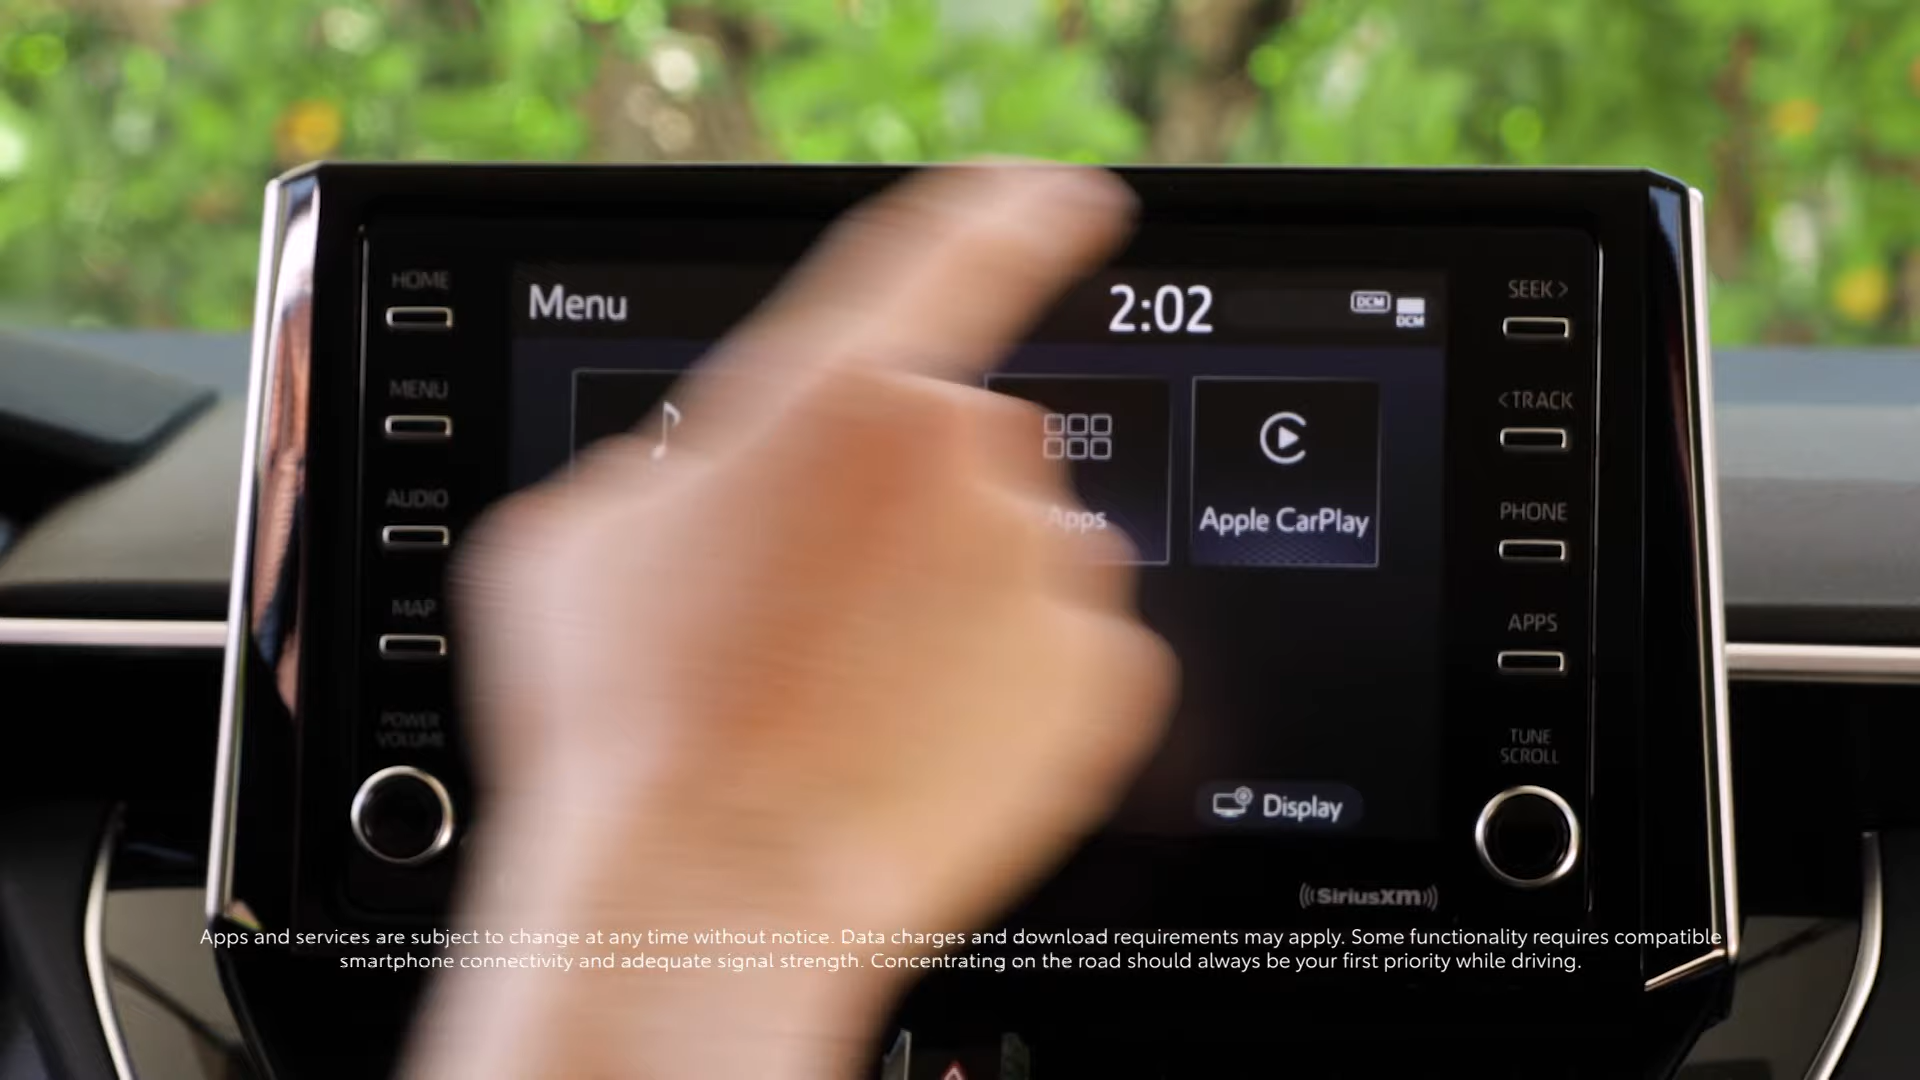 HOME
Menu
2:02
DCM
DCM
SEEK >
MENU
< TRACK
AUDIO
Apps
Apple CarPlay
PHONE
MAP
APPS
POWER
VOLUME
TUNE
SCROLL
Display
SiriusXM
Apps and services are subject to change at any time without notice. Data charges and download requirements may apply. Some functionality requires compatible
smartphone connectivity and adequate signal strength. Concentrating on the road should always be your first priority while driving.